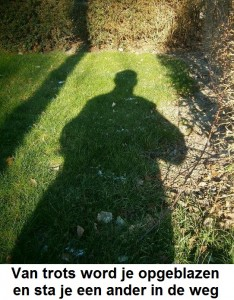 Van trots word je opgeblazen
en sta je een ander in de weg